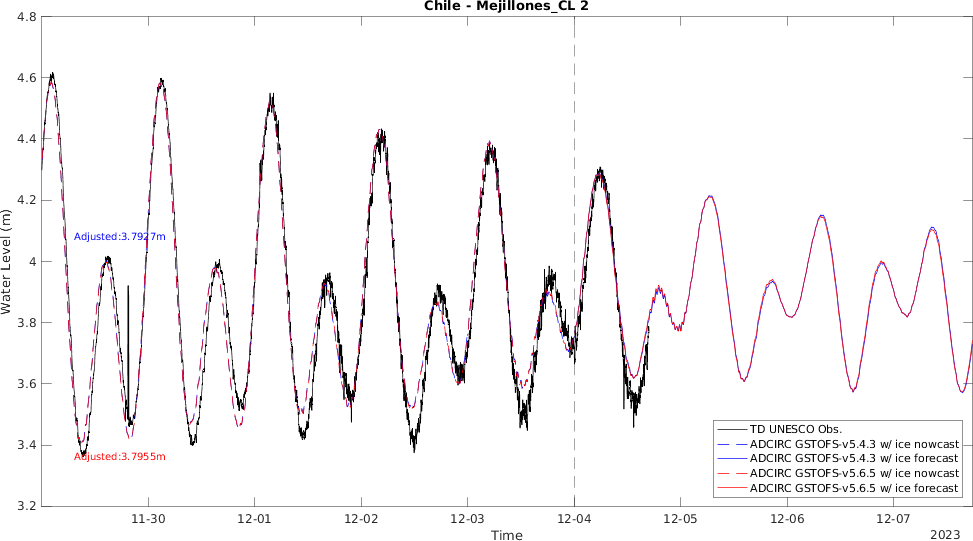 Chile - Mejillones_CL 2
4.8
4.6
4.4
4.2
4
3.8
3.6
3.4
3.2
Water Level (m)
Adjusted:3.7927m
Adjusted:3.7955m
TD UNESCO Obs.
ADCIRC GSTOFS-v5.4.3 w/ ice nowcast
ADCIRC GSTOFS-v5.4.3 w/ ice forecast
ADCIRC GSTOFS-v5.6.5 w/ ice nowcast
ADCIRC GSTOFS-v5.6.5 w/ ice forecast
11-30 12-01 12-02 12-03 12-04 12-05 12-06 12-07
Time
2023